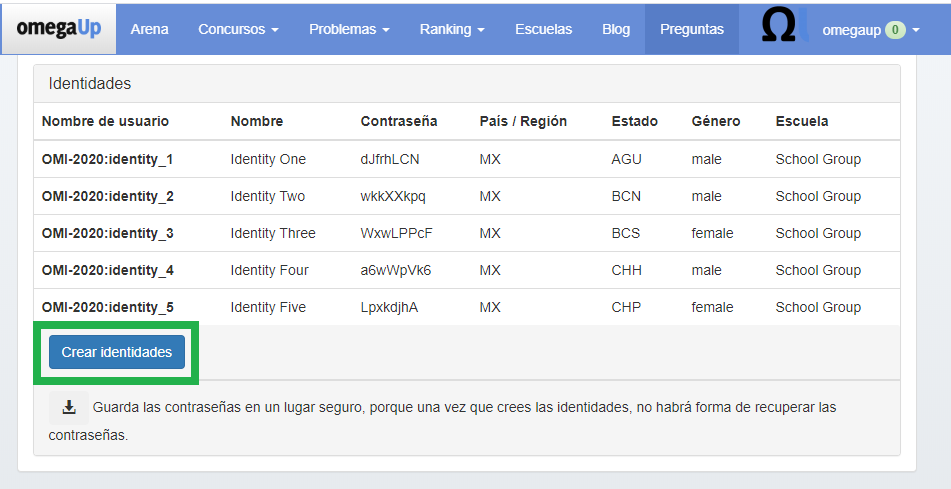 omegaUp Arena Concursos Problemas Ranking Escuelas Blog Preguntas Ω omegaup 0
Identidades
Nombre de usuario Nombre Contraseña País / Región Estado Género Escuela
OMI-2020:identity_1 Identity One dJfrhLCN MX AGU male School Group
OMI-2020:identity_2 Identity Two wkkXXkpq MX BCN male School Group
OMI-2020:identity_3 Identity Three WxwLPPcF MX BCS female School Group
OMI-2020:identity_4 Identity Four a6wWpVk6 MX CHH male School Group
OMI-2020:identity_5 Identity Five LpxkdjhA MX CHP female School Group
Crear identidades
Guarda las contraseñas en un lugar seguro, porque una vez que crees las identidades, no habrá forma de recuperar las
contraseñas.